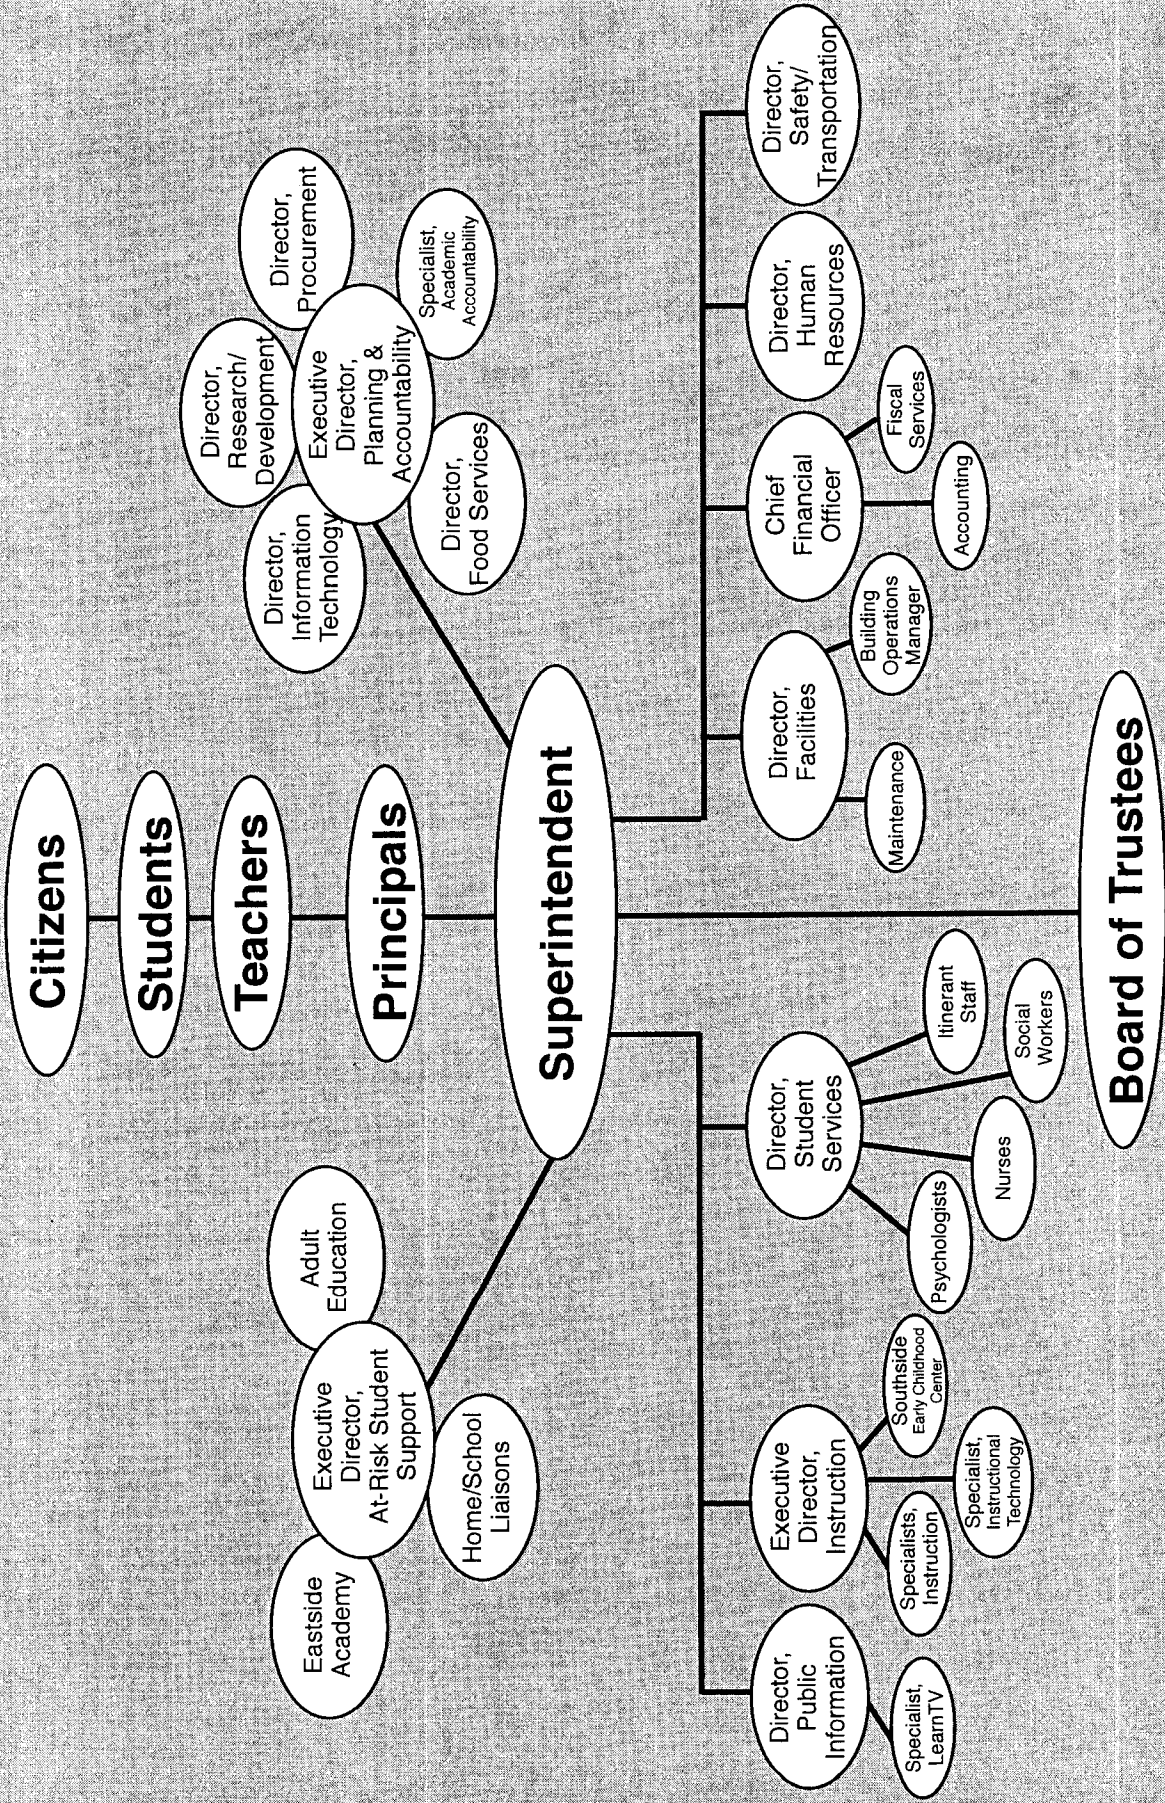 Citizens
Students
Teachers
Principals
Superintendent
Eastside
Academy
Executive
Director,
At-Risk Student
Support
Adult
Education
Home/School
Liaisons
Director,
Information
Technology
Director,
Research/
Development
Director,
Procurement
Executive
Director,
Planning &
Accountability
Director,
Food Services
Specialist,
Academic
Accountability
Director,
Public
Information
Specialist,
LearnTV
Executive
Director,
Instruction
Specialists,
Instruction
Specialist,
Instructional
Technology
Southside
Early Childhood
Center
Director,
Student
Services
Psychologists
Nurses
Social
Workers
Itinerant
Staff
Director,
Facilities
Maintenance
Building
Operations
Manager
Chief
Financial
Officer
Accounting
Fiscal
Services
Director,
Human
Resources
Director,
Safety/
Transportation
Board of Trustees